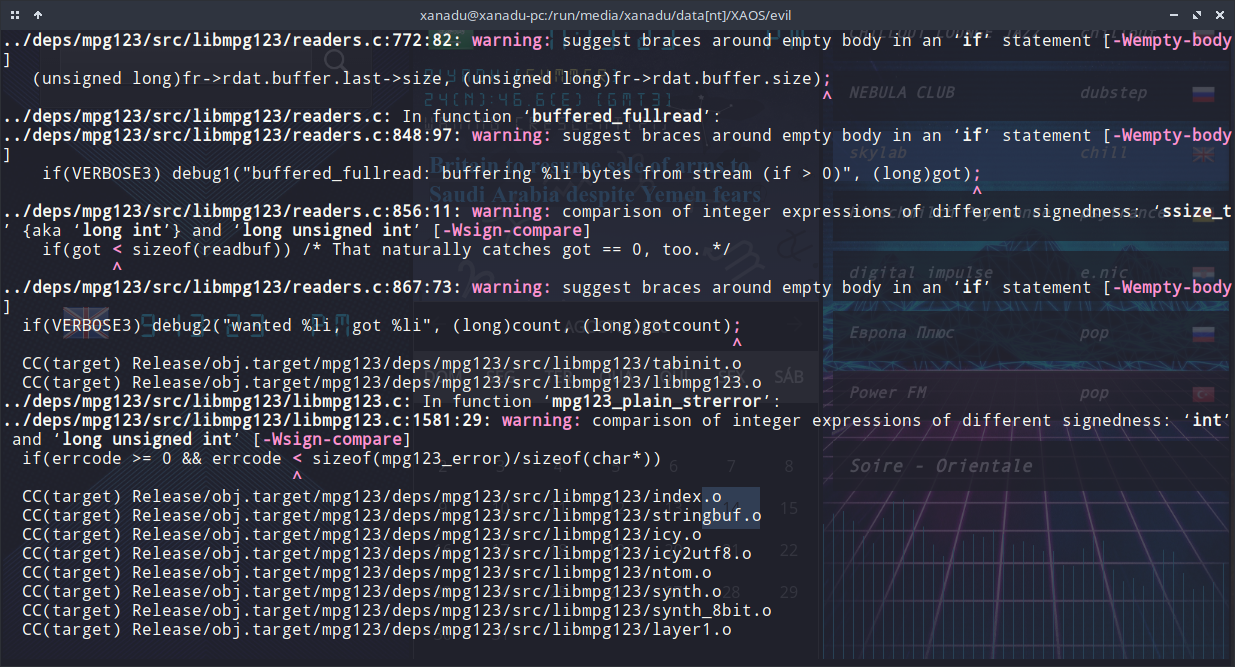 xanadu@xanadu-pc:/run/media/xanadu/data[nt]/XAOS/evil
../deps/mpg123/src/libmpg123/readers.c:772:82: warning: suggest braces around empty body in an ‘if’ statement [-Wempty-body
]
(unsigned long)fr->rdat.buffer.last->size, (unsigned long)fr->rdat.buffer.size);
^
../deps/mpg123/src/libmpg123/readers.c: In function ‘buffered_fullread’:
../deps/mpg123/src/libmpg123/readers.c:848:97: warning: suggest braces around empty body in an ‘if’ statement [-Wempty-body
]
if(VERBOSE3) debug1("buffered_fullread: buffering %li bytes from stream (if > 0)", (long)got);
^
../deps/mpg123/src/libmpg123/readers.c:856:11: warning: comparison of integer expressions of different signedness: ‘ssize_t
’ {aka ‘long int’} and ‘long unsigned int’ [-Wsign-compare]
if(got < sizeof(readbuf)) /* That naturally catches got == 0, too. */
^
../deps/mpg123/src/libmpg123/readers.c:867:73: warning: suggest braces around empty body in an ‘if’ statement [-Wempty-body
]
if(VERBOSE3) debug2("wanted %li, got %li", (long)count, (long)gotcount);
^
CC(target) Release/obj.target/mpg123/deps/mpg123/src/libmpg123/tabinit.o
CC(target) Release/obj.target/mpg123/deps/mpg123/src/libmpg123/libmpg123.o
../deps/mpg123/src/libmpg123/libmpg123.c: In function ‘mpg123_plain_strerror’:
../deps/mpg123/src/libmpg123/libmpg123.c:1581:29: warning: comparison of integer expressions of different signedness: ‘int’
and ‘long unsigned int’ [-Wsign-compare]
if(errcode >= 0 && errcode < sizeof(mpg123_error)/sizeof(char*))
^
CC(target) Release/obj.target/mpg123/deps/mpg123/src/libmpg123/index.o
CC(target) Release/obj.target/mpg123/deps/mpg123/src/libmpg123/stringbuf.o
CC(target) Release/obj.target/mpg123/deps/mpg123/src/libmpg123/icy.o
CC(target) Release/obj.target/mpg123/deps/mpg123/src/libmpg123/icy2utf8.o
CC(target) Release/obj.target/mpg123/deps/mpg123/src/libmpg123/ntom.o
CC(target) Release/obj.target/mpg123/deps/mpg123/src/libmpg123/synth.o
CC(target) Release/obj.target/mpg123/deps/mpg123/src/libmpg123/synth_8bit.o
CC(target) Release/obj.target/mpg123/deps/mpg123/src/libmpg123/layer1.o
Britain to resume sale of arms to
Saudi Arabia despite Yemen fears
NEBULA CLUB dubstep
skylab chill
digital impulse e.nic
Европа Плюс pop
Power FM pop
Soire - Orientale
SÁB
6 7 8
15
22
28 29